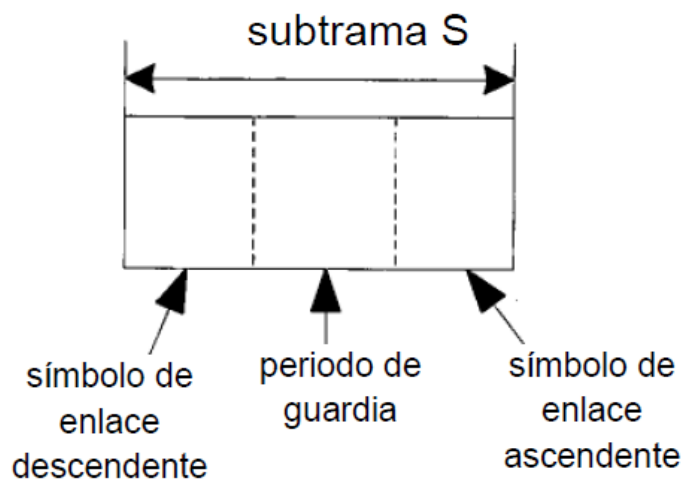 subtrama S
símbolo de
enlace
descendente
periodo de
guardia
símbolo de
enlace
ascendente